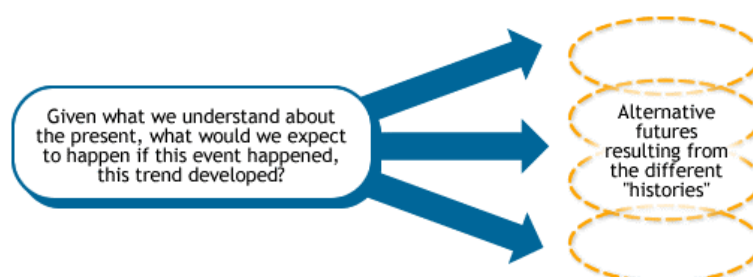 Given what we understand about
the present, what would we expect
to happen if this event happened,
this trend developed?
Alternative
futures
resulting from
the different
"histories"